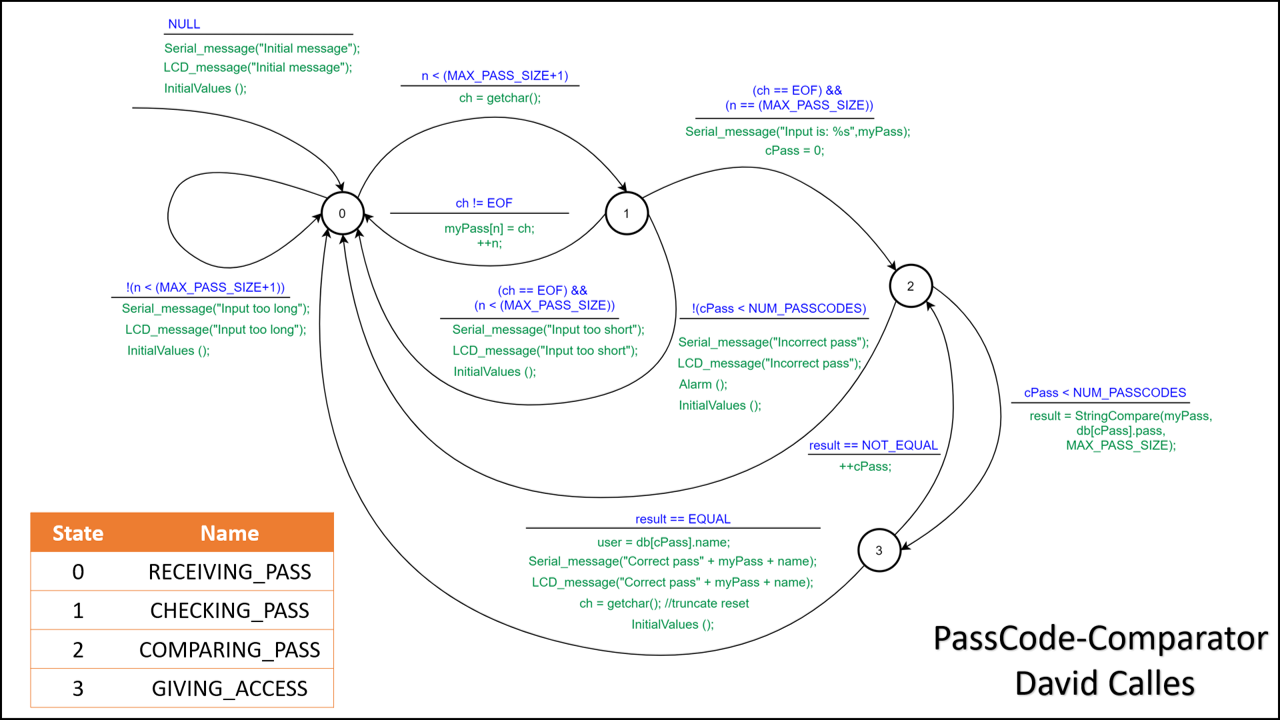 NULL
Serial_message("Initial message");
LCD_message("Initial message");
InitialValues ();
n < (MAX_PASS_SIZE+1)
ch = getchar();
(ch == EOF) &&
(n == (MAX_PASS_SIZE))
Serial_message("Input is: %s",myPass);
cPass = 0;
0
ch != EOF
myPass[n] = ch;
++n;
1
2
!(n < (MAX_PASS_SIZE+1))
Serial_message("Input too long");
LCD_message("Input too long");
InitialValues ();
(ch == EOF) &&
(n < (MAX_PASS_SIZE))
Serial_message("Input too short");
LCD_message("Input too short");
InitialValues ();
!(cPass < NUM_PASSCODES)
Serial_message("Incorrect pass");
LCD_message("Incorrect pass");
Alarm ();
InitialValues ();
cPass < NUM_PASSCODES
result = StringCompare(myPass,
db[cPass].pass,
MAX_PASS_SIZE);
result == NOT_EQUAL
++cPass;
result == EQUAL
user = db[cPass].name;
Serial_message("Correct pass" + myPass + name);
LCD_message("Correct pass" + myPass + name);
ch = getchar(); //truncate reset
InitialValues ();
3
State Name
0 RECEIVING_PASS
1 CHECKING_PASS
2 COMPARING_PASS
3 GIVING_ACCESS
PassCode-Comparator
David Calles